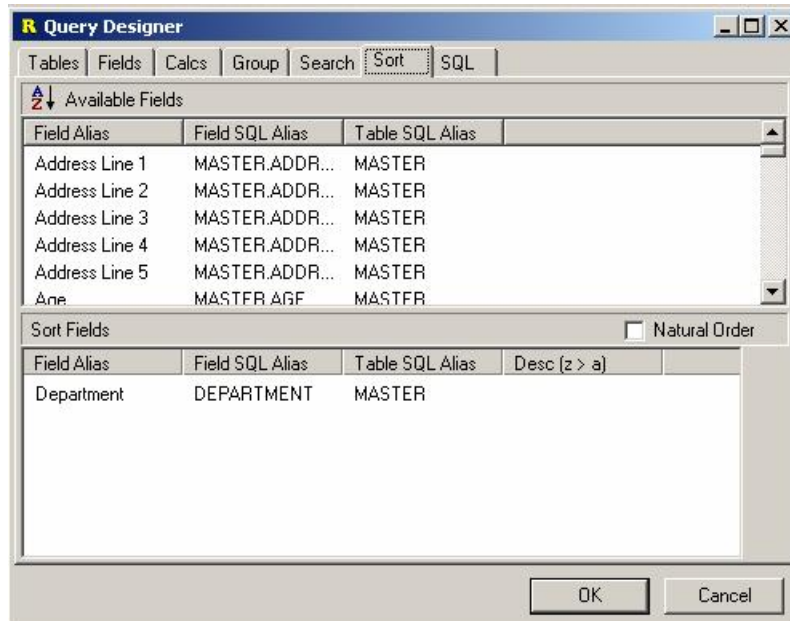 R Query Designer
Tables Fields Calcs Group Search Sort SQL
A Z Available Fields
Field Alias Field SQL Alias Table SQL Alias
Address Line 1 MASTER.ADDR... MASTER
Address Line 2 MASTER.ADDR... MASTER
Address Line 3 MASTER.ADDR... MASTER
Address Line 4 MASTER.ADDR... MASTER
Address Line 5 MASTER.ADDR... MASTER
Age MASTER.AGE MASTER
Sort Fields Natural Order
Field Alias Field SQL Alias Table SQL Alias Desc (z > a)
Department DEPARTMENT MASTER
OK Cancel